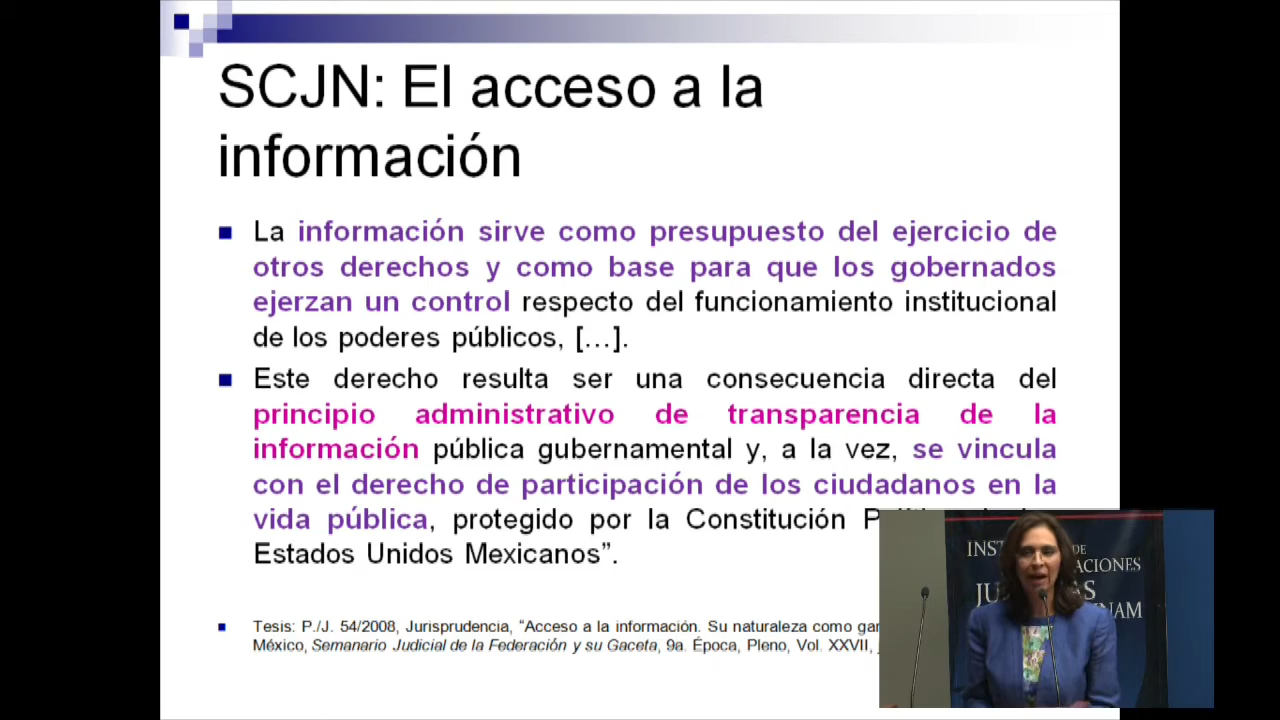 SCJN: El acceso a la
información
La información sirve como presupuesto del ejercicio de
otros derechos y como base para que los gobernados
ejerzan un control respecto del funcionamiento institucional
de los poderes públicos, […].
Este derecho resulta ser una consecuencia directa del
principio administrativo de transparencia de la
información pública gubernamental y, a la vez, se vincula
con el derecho de participación de los ciudadanos en la
vida pública, protegido por la Constitución
Estados Unidos Mexicanos”.
Tesis: P./J. 54/2008, Jurisprudencia, “Acceso a la información. Su naturaleza como
México, Semanario Judicial de la Federación y su Gaceta, 9a. Época, Pleno, Vol. XXVII,
DE
UNAM